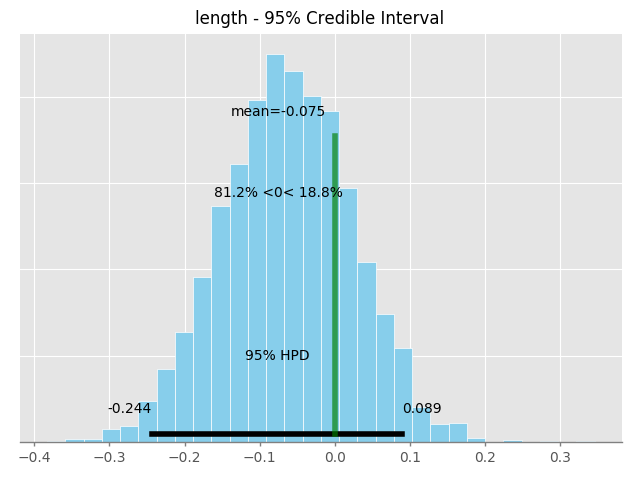 length - 95% Credible Interval
mean=-0.075
81.2% <0< 18.8%
95% HPD
-0.244 0.089
−0.4 −0.3 −0.2 −0.1 0.0 0.1 0.2 0.3